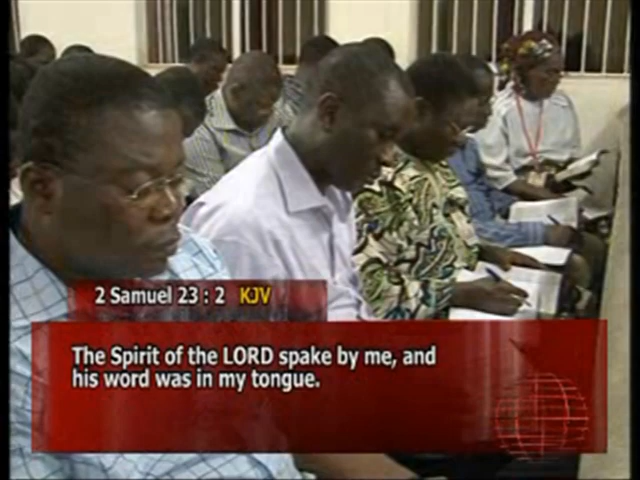 2 Samuel 23 : 2 KJV
The Spirit of the LORD spake by me, and
his word was in my tongue.